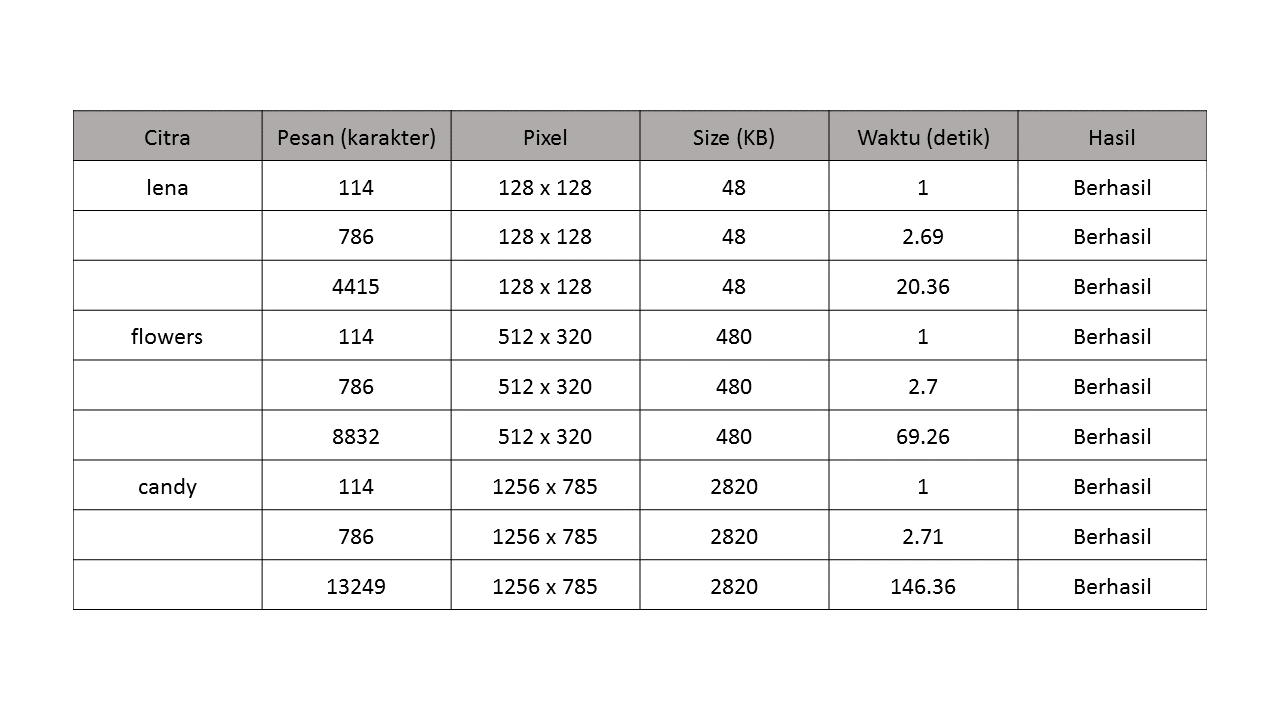 Citra Pesan (karakter) Pixel Size (KB) Waktu (detik) Hasil
lena 114 128 x 128 48 1 Berhasil
786 128 x 128 48 2.69 Berhasil
4415 128 x 128 48 20.36 Berhasil
flowers 114 512 x 320 480 1 Berhasil
786 512 x 320 480 2.7 Berhasil
8832 512 x 320 480 69.26 Berhasil
candy 114 1256 x 785 2820 1 Berhasil
786 1256 x 785 2820 2.71 Berhasil
13249 1256 x 785 2820 146.36 Berhasil